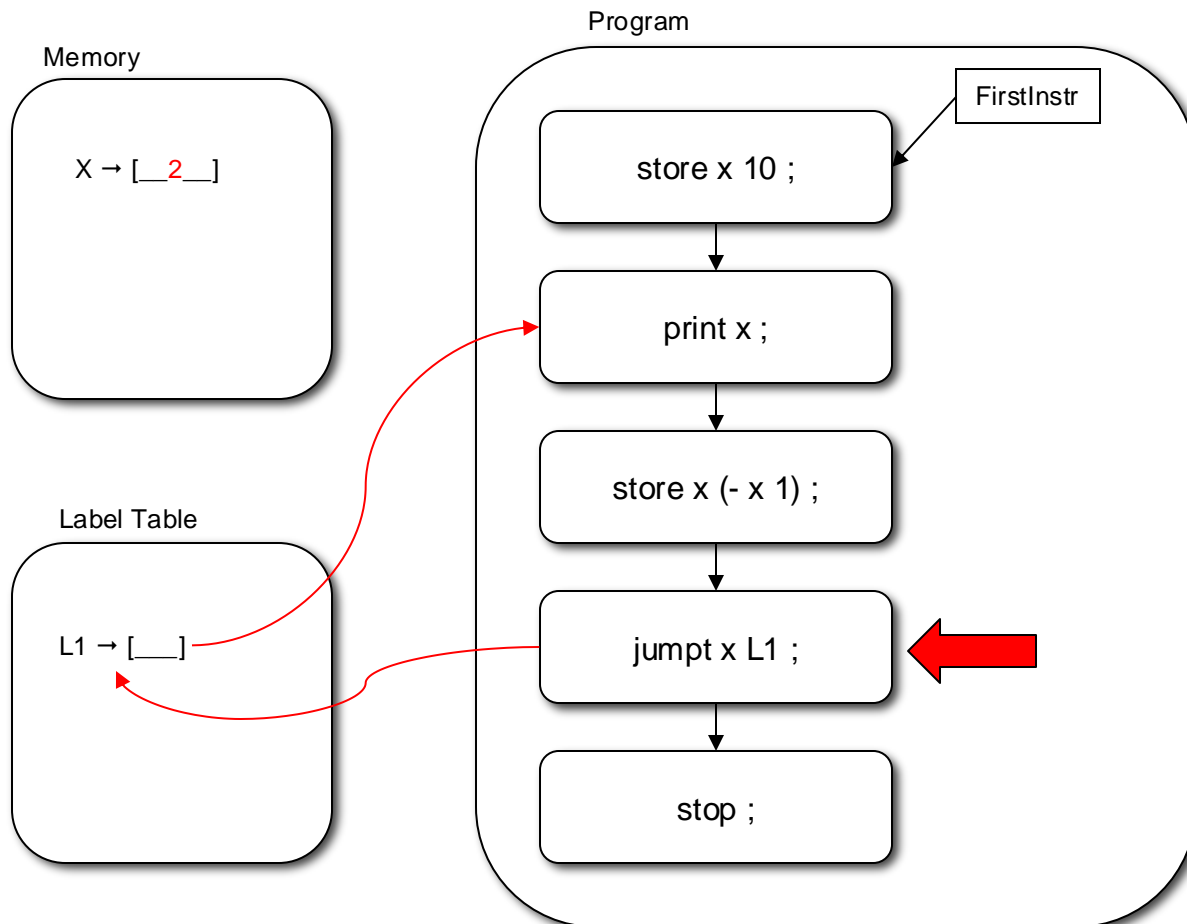 Program
Memory
FirstInstr
X → [__2__]
store x 10 ;
print x ;
store x (- x 1) ;
Label Table
L1 → [___]
jumpt x L1 ;
stop ;